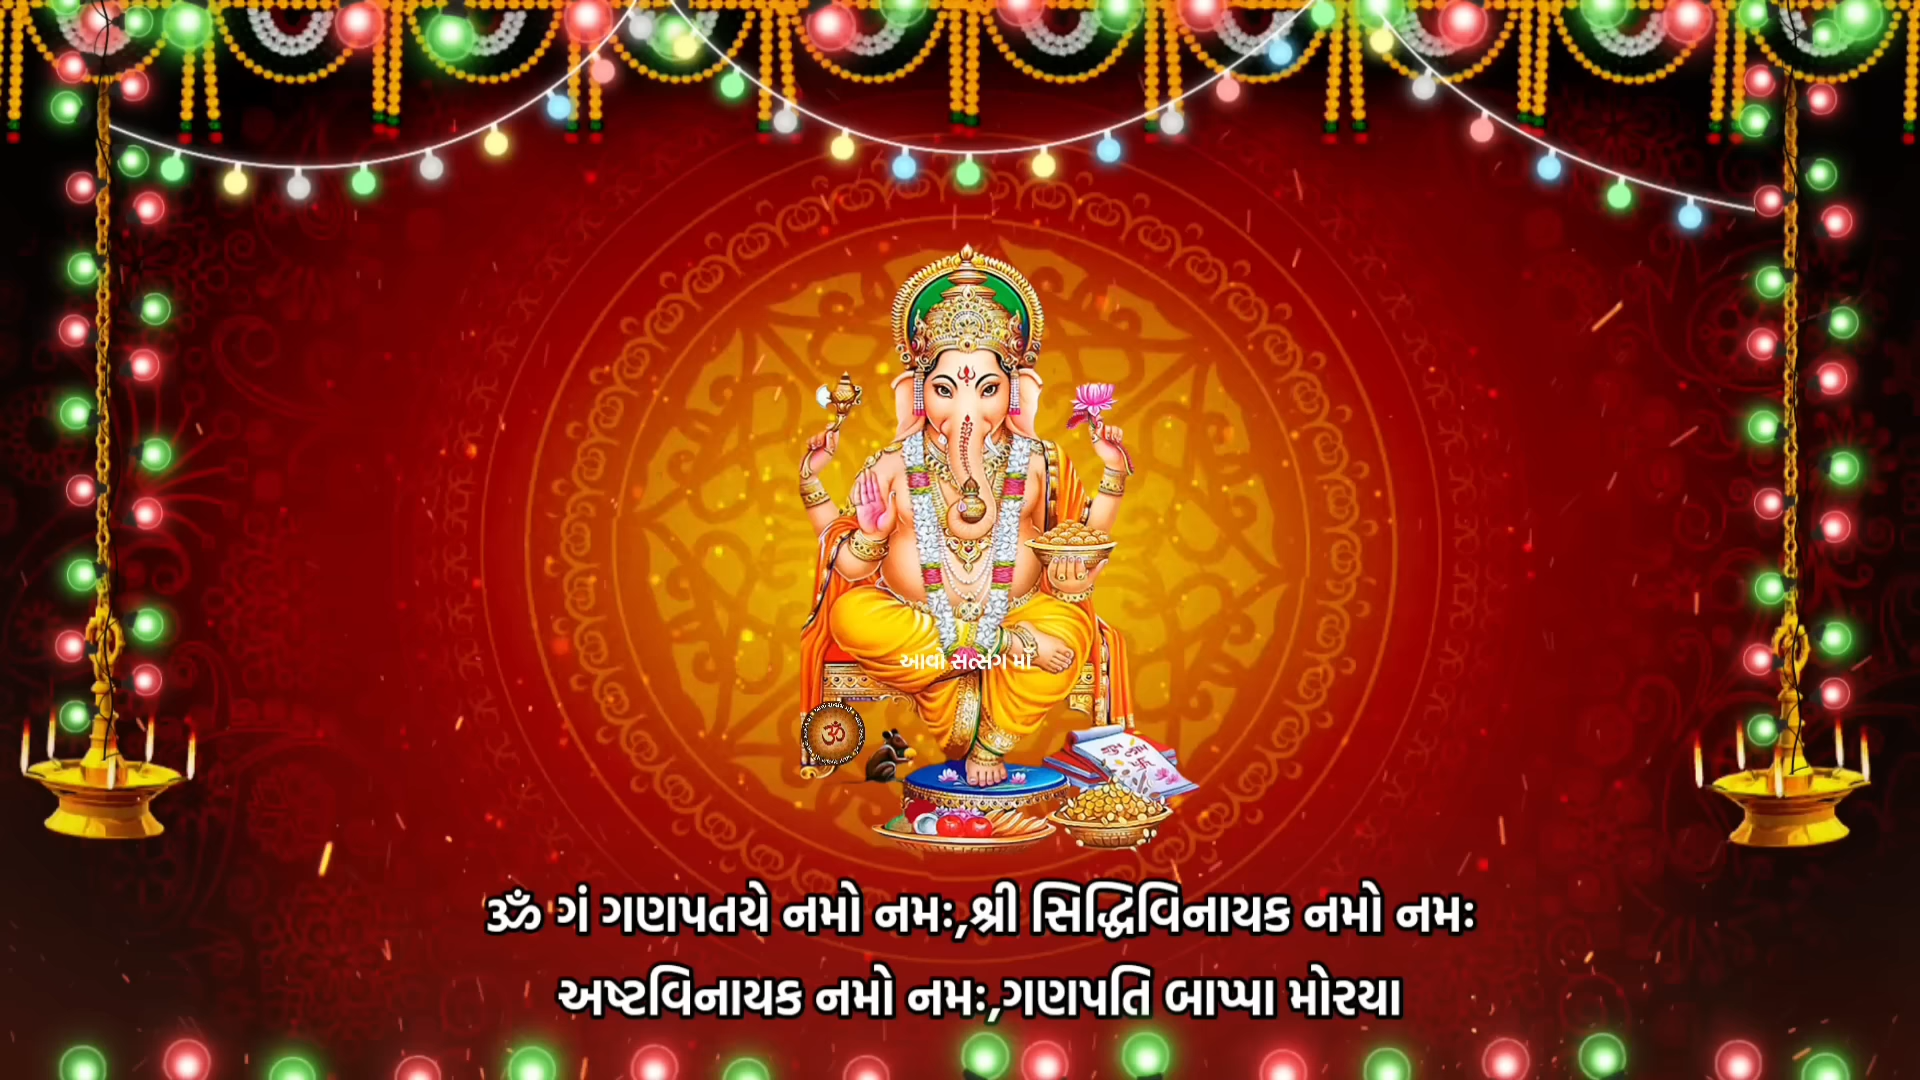 આવો સત્સંગ માઁ
ૐ
શુભ લાભ
ૐ ગં ગણપતયે નમો નમઃ,શ્રી સિદ્ધિવિનાયક નમો નમઃ
અષ્ટવિનાયક નમો નમઃ,ગણપતિ બાપ્પા મોરયા